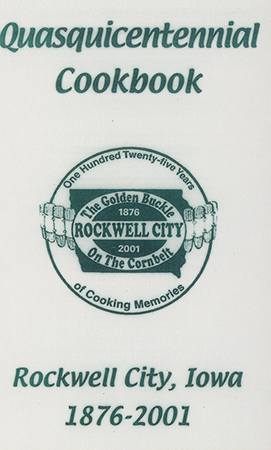 Quasquicentennial
Cookbook
One Hundred Twenty-five Years
The Golden Buckle
1876
ROCKWELL CITY
2001
On The Cornbelt
of Cooking Memories
Rockwell City, Iowa
1876-2001